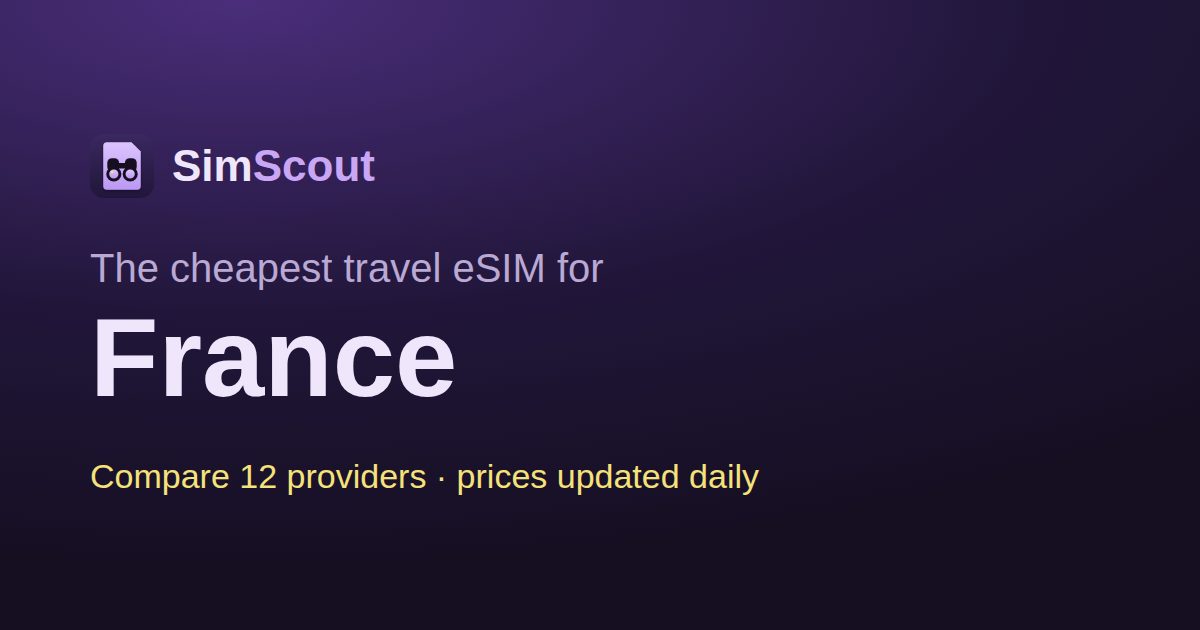 SimScout
The cheapest travel eSIM for
France
Compare 12 providers · prices updated daily